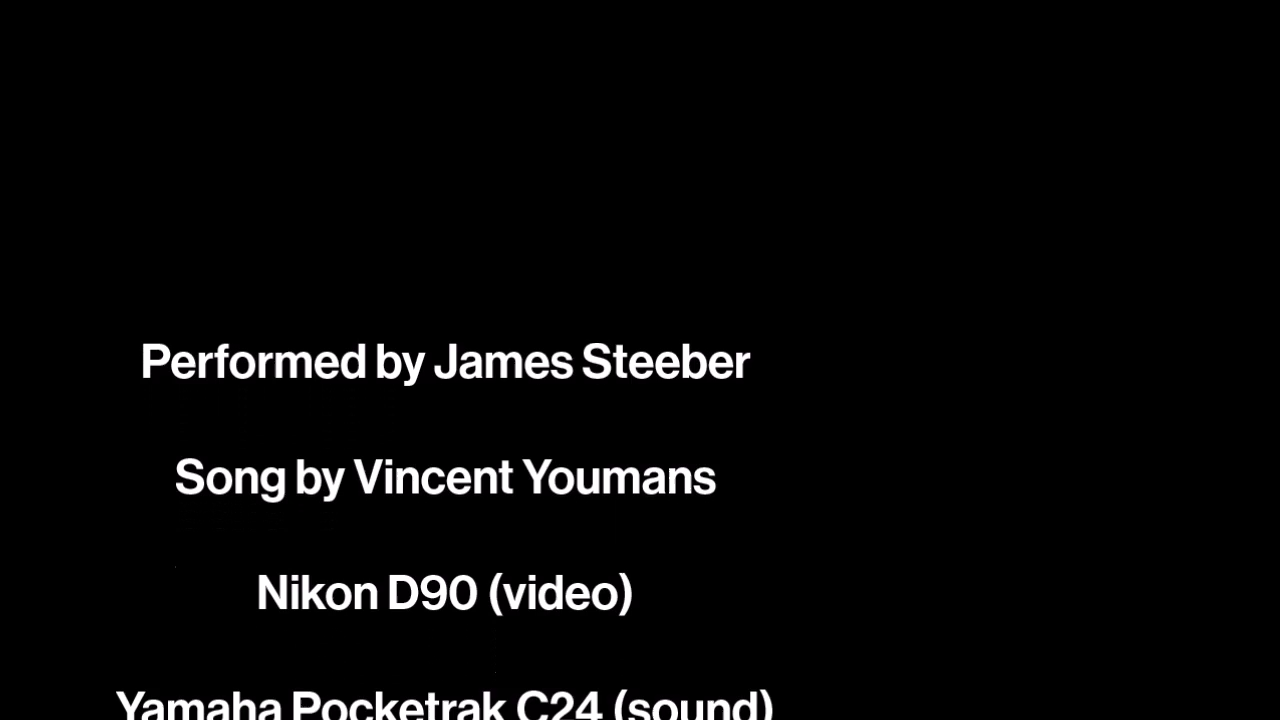 Performed by James Steeber
Song by Vincent Youmans
Nikon D90 (video)
Yamaha Pocketrak C24 (sound)